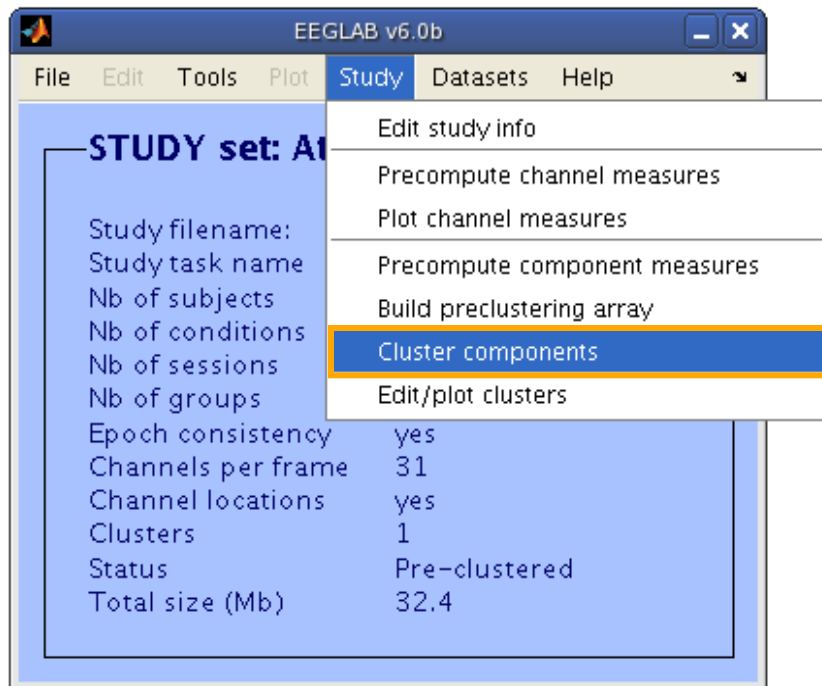 EEGLAB v6.0b
File Edit Tools Plot Study Datasets Help
Edit study info
STUDY set:
Precompute channel measures
Plot channel measures
Study filename:
Study task name
Precompute component measures
Nb of subjects
Build preclustering array
Nb of conditions
Cluster components
Nb of sessions
Edit/plot clusters
Nb of groups
Epoch consistency yes
Channels per frame 31
Channel locations yes
Clusters 1
Status Pre-clustered
Total size (Mb) 32.4